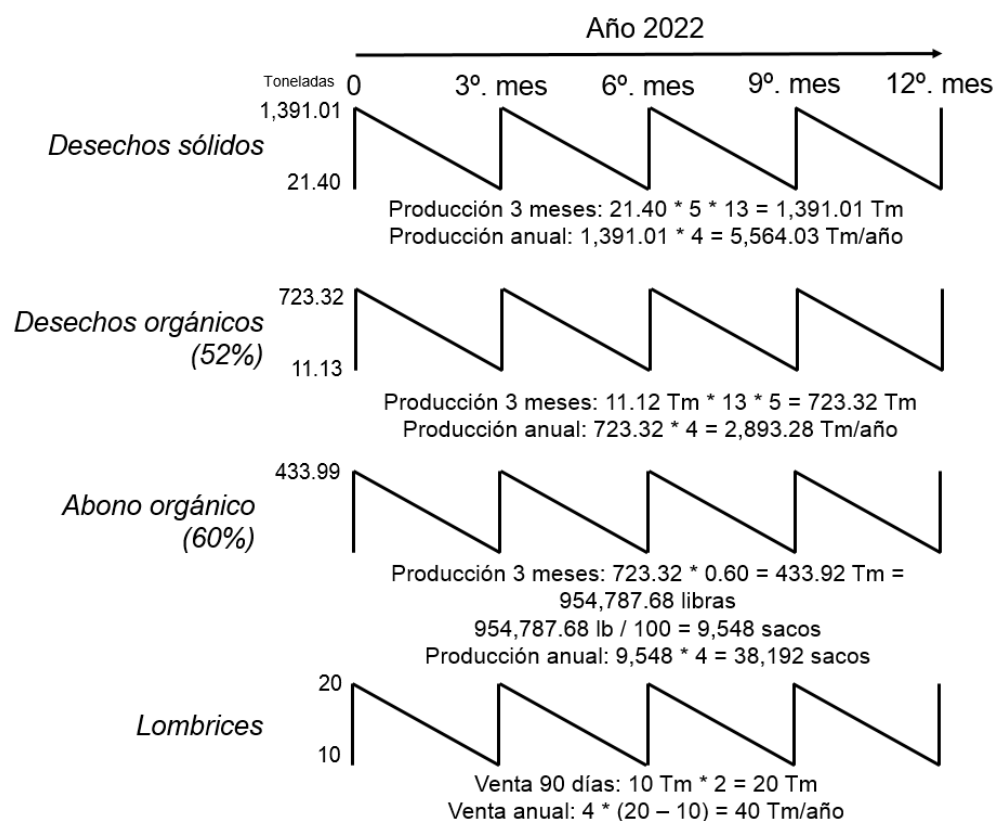 Año 2022
Toneladas 0 3º. mes 6º. mes 9º. mes 12º. mes
1,391.01
Desechos sólidos
21.40
Producción 3 meses: 21.40 * 5 * 13 = 1,391.01 Tm
Producción anual: 1,391.01 * 4 = 5,564.03 Tm/año
723.32
Desechos orgánicos
(52%)
11.13
Producción 3 meses: 11.12 Tm * 13 * 5 = 723.32 Tm
Producción anual: 723.32 * 4 = 2,893.28 Tm/año
433.99
Abono orgánico
(60%)
Producción 3 meses: 723.32 * 0.60 = 433.92 Tm =
954,787.68 libras
954,787.68 lb / 100 = 9,548 sacos
Producción anual: 9,548 * 4 = 38,192 sacos
20
Lombrices
10
Venta 90 días: 10 Tm * 2 = 20 Tm
Venta anual: 4 * (20 – 10) = 40 Tm/año